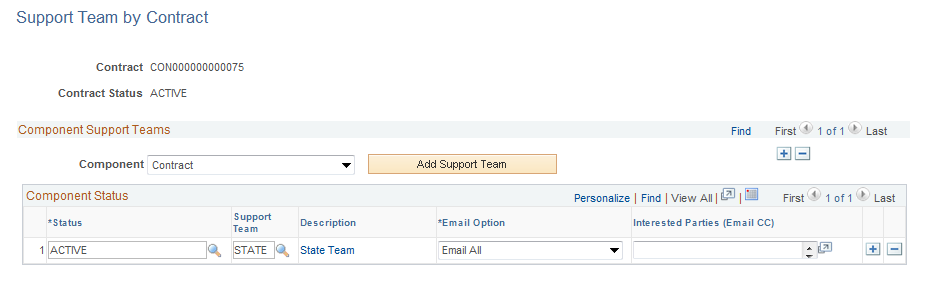 Support Team by Contract
Contract CON000000000075
Contract Status ACTIVE
Component Support Teams Find First 1 of 1 Last
Component Contract Add Support Team
Component Status Personalize | Find | View All | | First 1 of 1 Last
*Status Support Team Description *Email Option Interested Parties (Email CC)
1 ACTIVE STATE State Team Email All